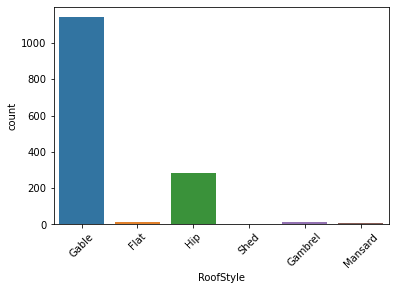 1000
800
600
400
200
0
count
Gable
Flat
Hip
Shed
Gambrel
Mansard
RoofStyle